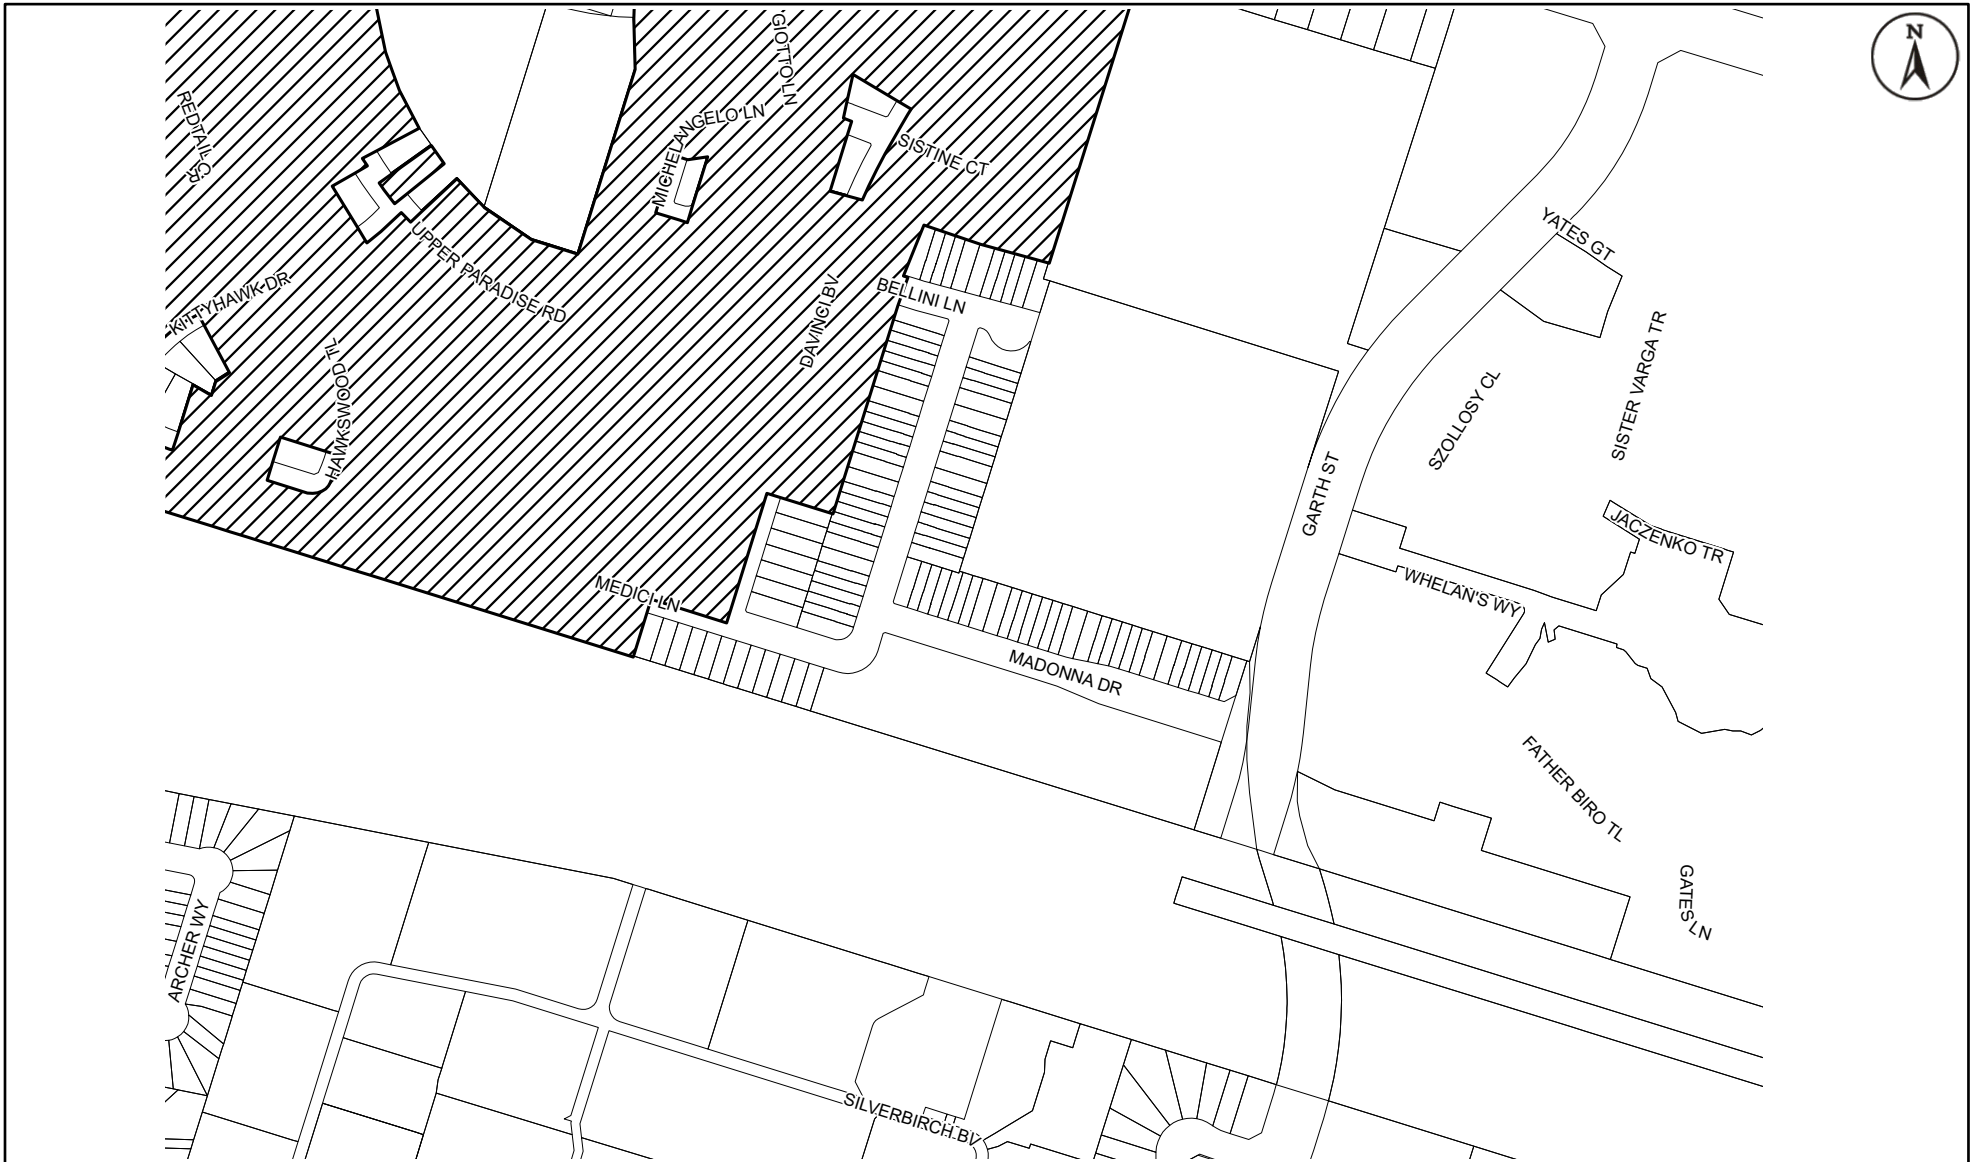 N
GIOTTO LN
REDTAIL CR
MICHELANGELO LN
SISTINE CT
YATES GT
UPPER PARADISE RD
KITTYHAWK DR
BELLINI LN
DAVINCI BV
HAWKSWOOD TL
SISTER VARGA TR
SZOLLOSY CL
GARTH ST
JACZENKO TR
MEDICI LN
WHELAN'S WY
MADONNA DR
FATHER BIRO TL
GATES LN
ARCHER WY
SILVERBIRCH BV